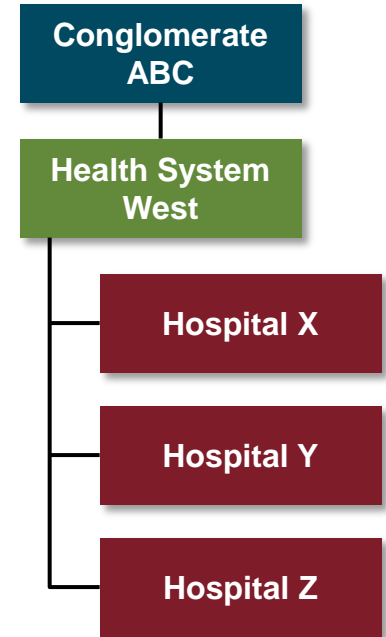 Conglomerate
ABC
Health System
West
Hospital X
Hospital Y
Hospital Z